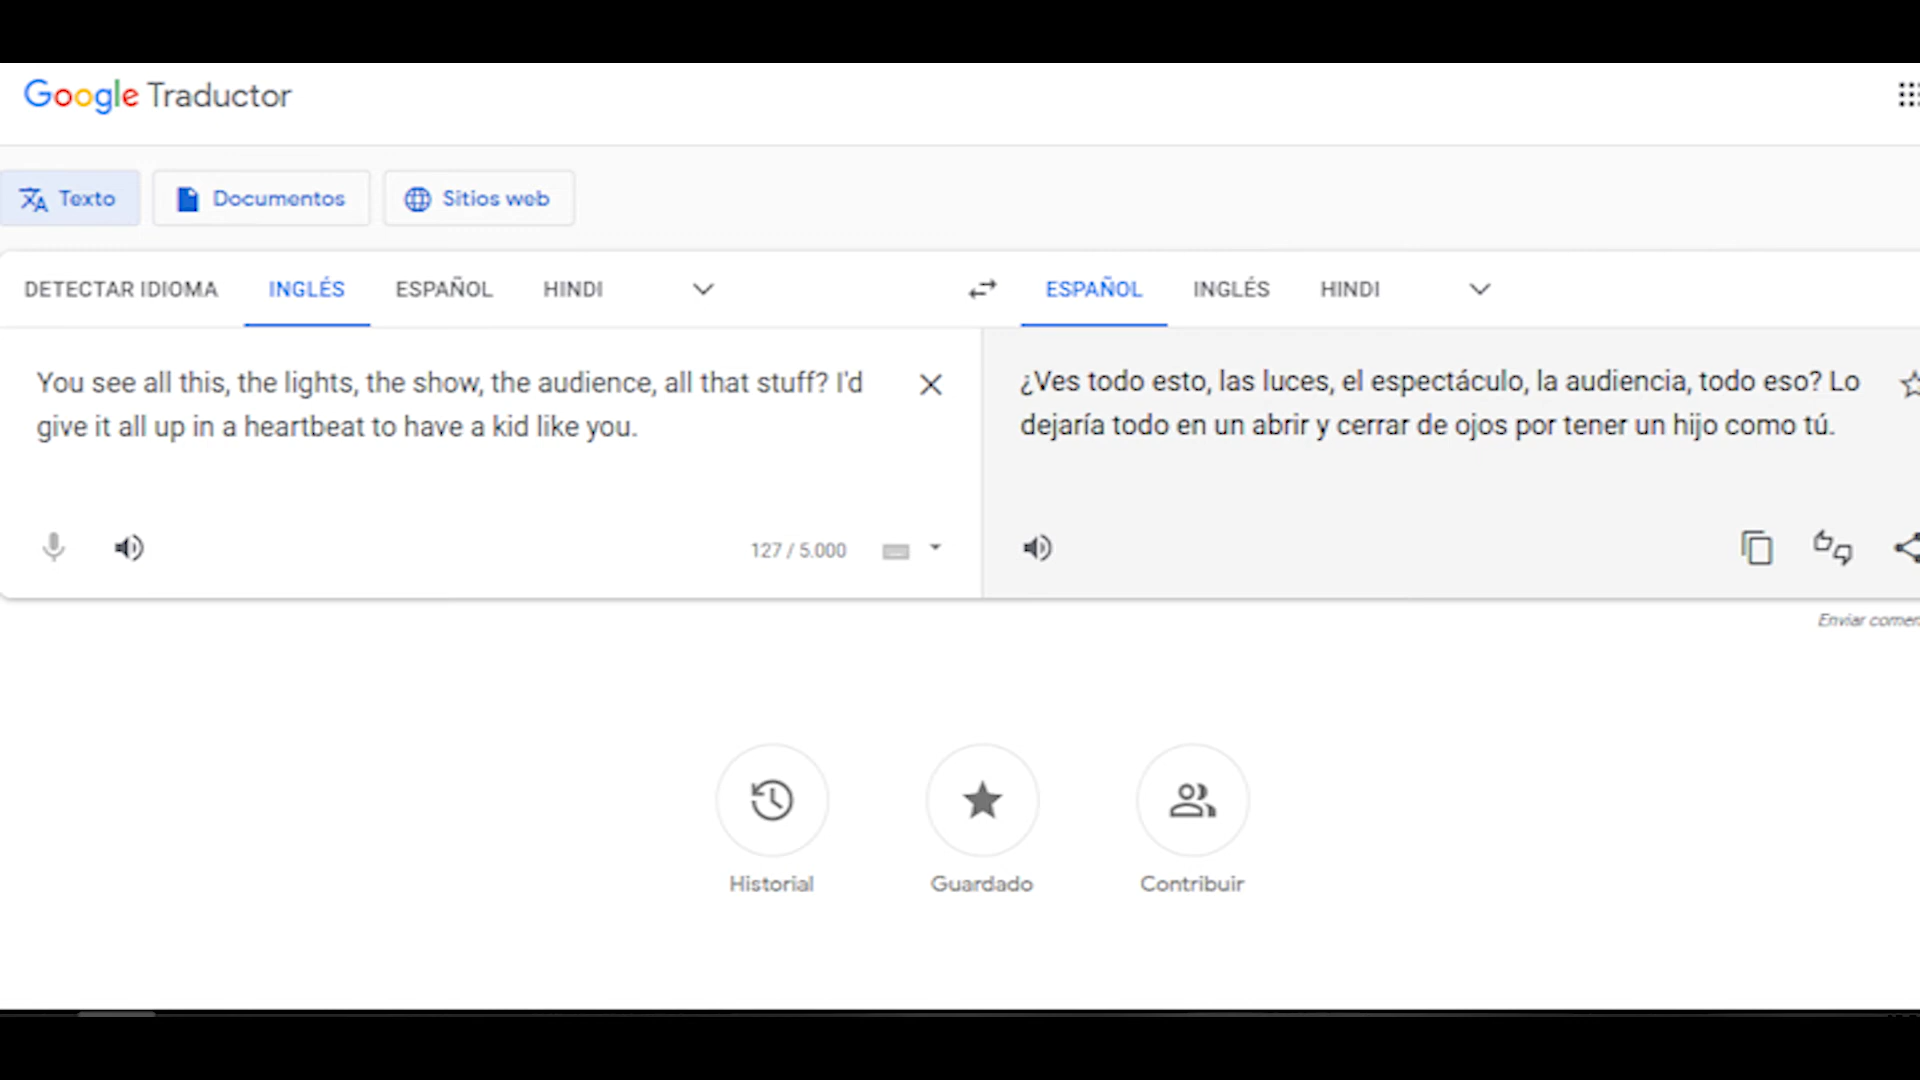 Google Traductor
Texto
Documentos
Sitios web
DETECTAR IDIOMA
INGLÉS
ESPAÑOL
HINDI
ESPAÑOL
INGLÉS
HINDI
You see all this, the lights, the show, the audience, all that stuff? I'd
give it all up in a heartbeat to have a kid like you.
127 / 5.000
¿Ves todo esto, las luces, el espectáculo, la audiencia, todo eso? Lo
dejaría todo en un abrir y cerrar de ojos por tener un hijo como tú.
Enviar
Historial
Guardado
Contribuir